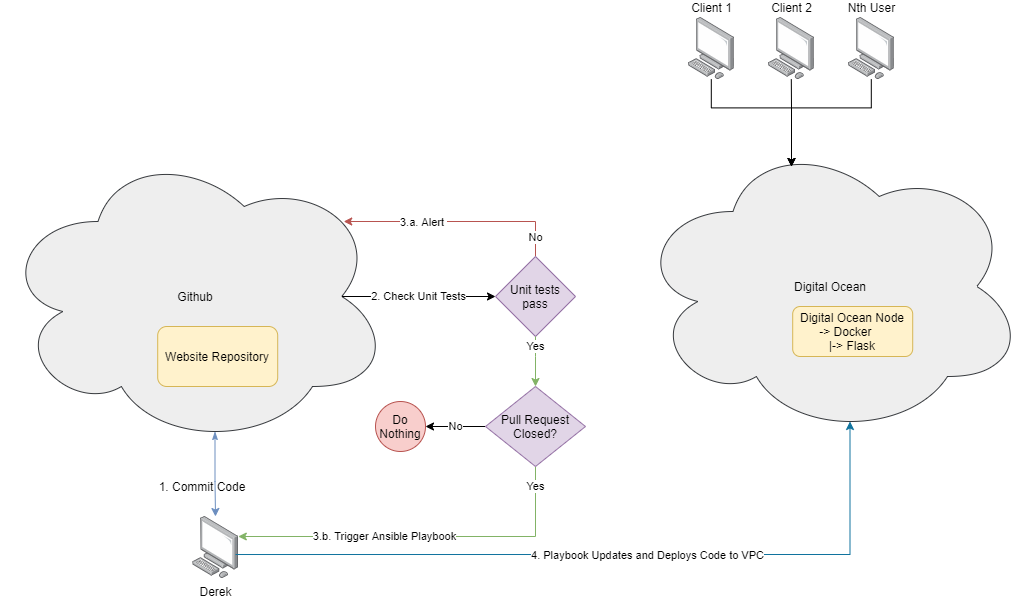 Client 1
Client 2
Nth User
3.a. Alert
No
Github
2. Check Unit Tests
Unit tests
pass
Digital Ocean
Digital Ocean Node
-> Docker
|-> Flask
Website Repository
Yes
Do
Nothing
No
Pull Request
Closed?
1. Commit Code
Yes
3.b. Trigger Ansible Playbook
4. Playbook Updates and Deploys Code to VPC
Derek